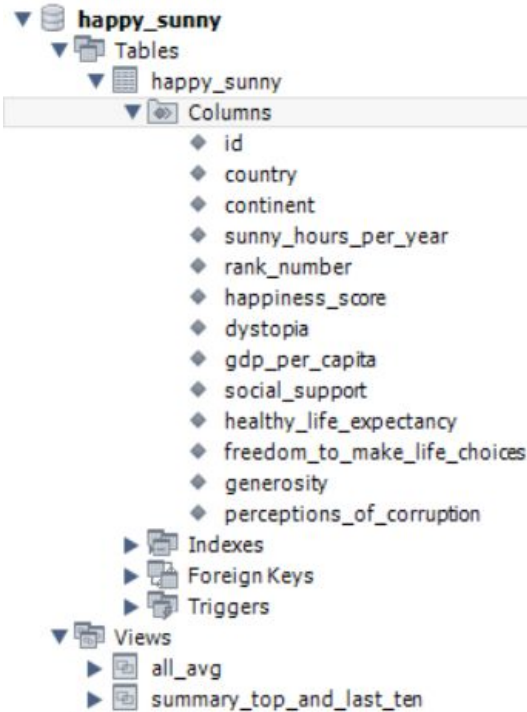 happy_sunny
Tables
happy_sunny
Columns
id
country
continent
sunny_hours_per_year
rank_number
happiness_score
dystopia
gdp_per_capita
social_support
healthy_life_expectancy
freedom_to_make_life_choices
generosity
perceptions_of_corruption
Indexes
Foreign Keys
Triggers
Views
all_avg
summary_top_and_last_ten